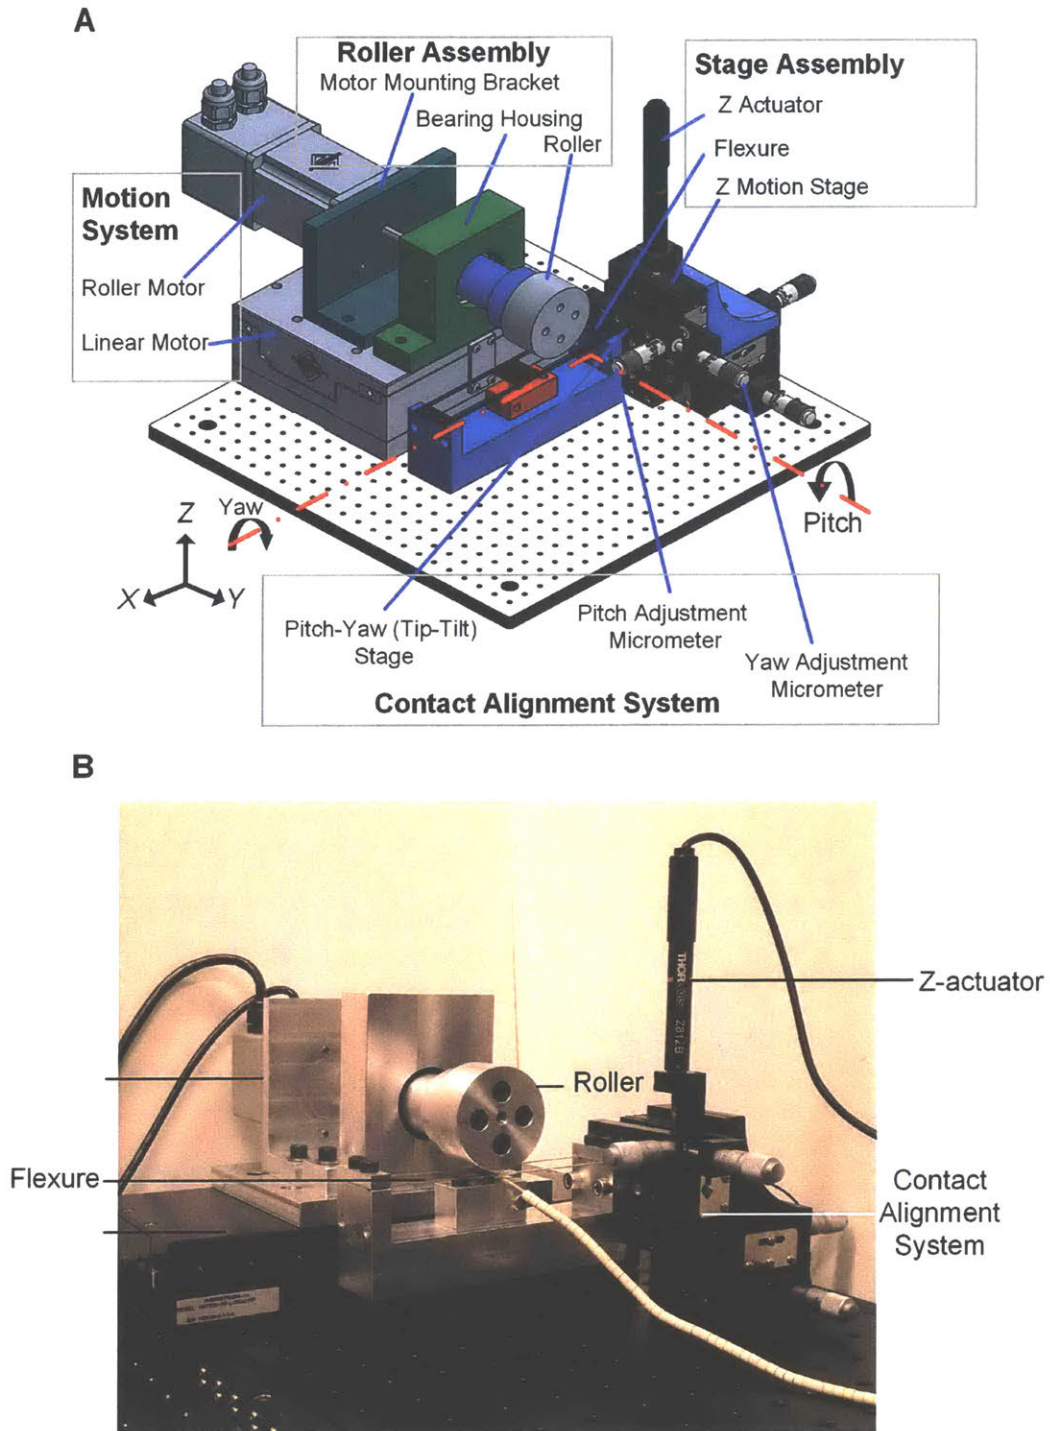 A
Roller Assembly
Motor Mounting Bracket
Bearing Housing
Roller
Stage Assembly
Z Actuator
Flexure
Z Motion Stage
Motion
System
Roller Motor
Linear Motor
Yaw
Z
X
Y
Pitch
Pitch-Yaw (Tip-Tilt)
Stage
Pitch Adjustment
Micrometer
Yaw Adjustment
Micrometer
Contact Alignment System
B
THOR
Z812B
Z-actuator
Roller
Flexure
Contact
Alignment
System